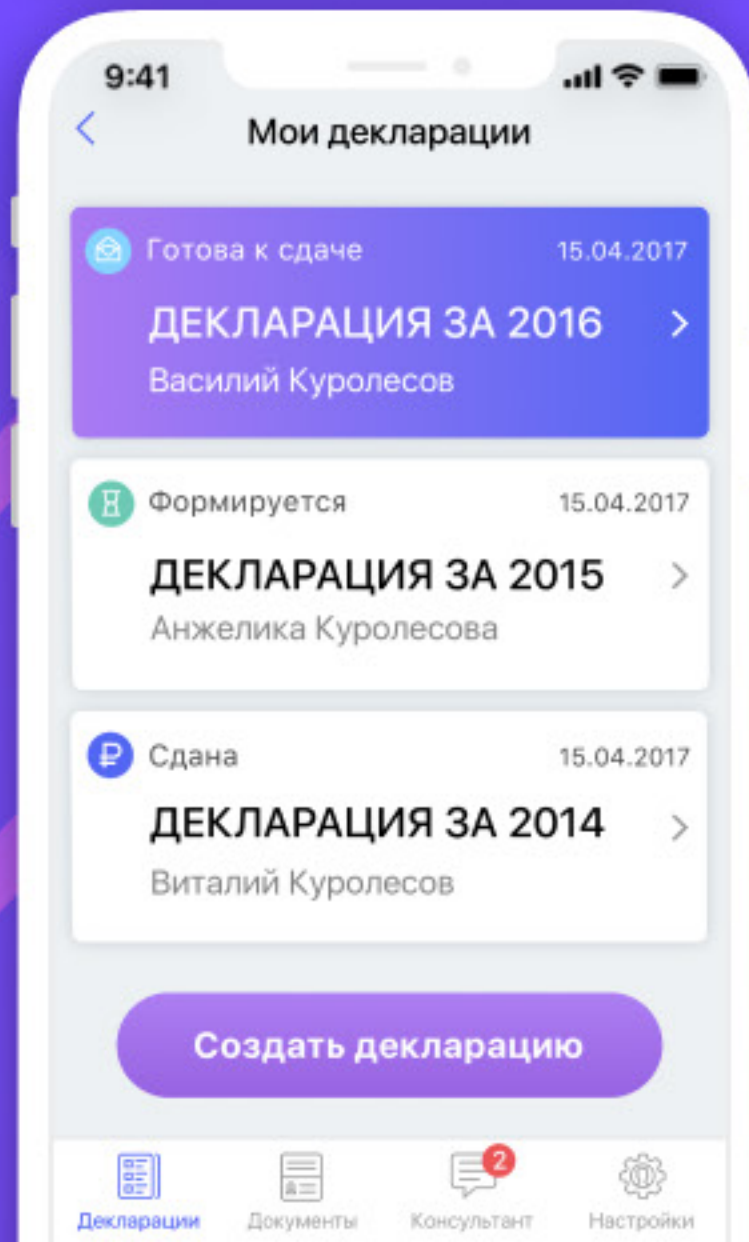 9:41
Мои декларации
Готова к сдаче 15.04.2017
ДЕКЛАРАЦИЯ ЗА 2016
Василий Куролесов
Формируется 15.04.2017
ДЕКЛАРАЦИЯ ЗА 2015
Анжелика Куролесова
Сдана 15.04.2017
ДЕКЛАРАЦИЯ ЗА 2014
Виталий Куролесов
Создать декларацию
2
Декларации Документы Консультант Настройки